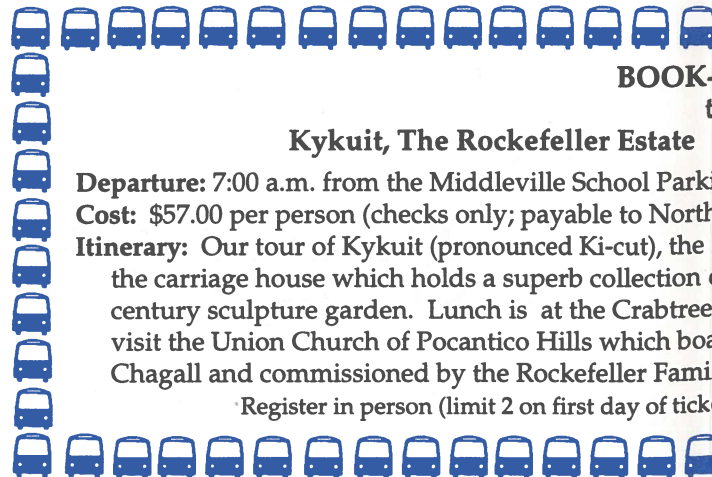 BOOK-
t
Kykuit, The Rockefeller Estate
Departure: 7:00 a.m. from the Middleville School Parki
Cost: $57.00 per person (checks only; payable to North
Itinerary: Our tour of Kykuit (pronounced Ki-cut), the
the carriage house which holds a superb collection
century sculpture garden. Lunch is at the Crabtree
visit the Union Church of Pocantico Hills which boa
Chagall and commissioned by the Rockefeller Fami
Register in person (limit 2 on first day of tick